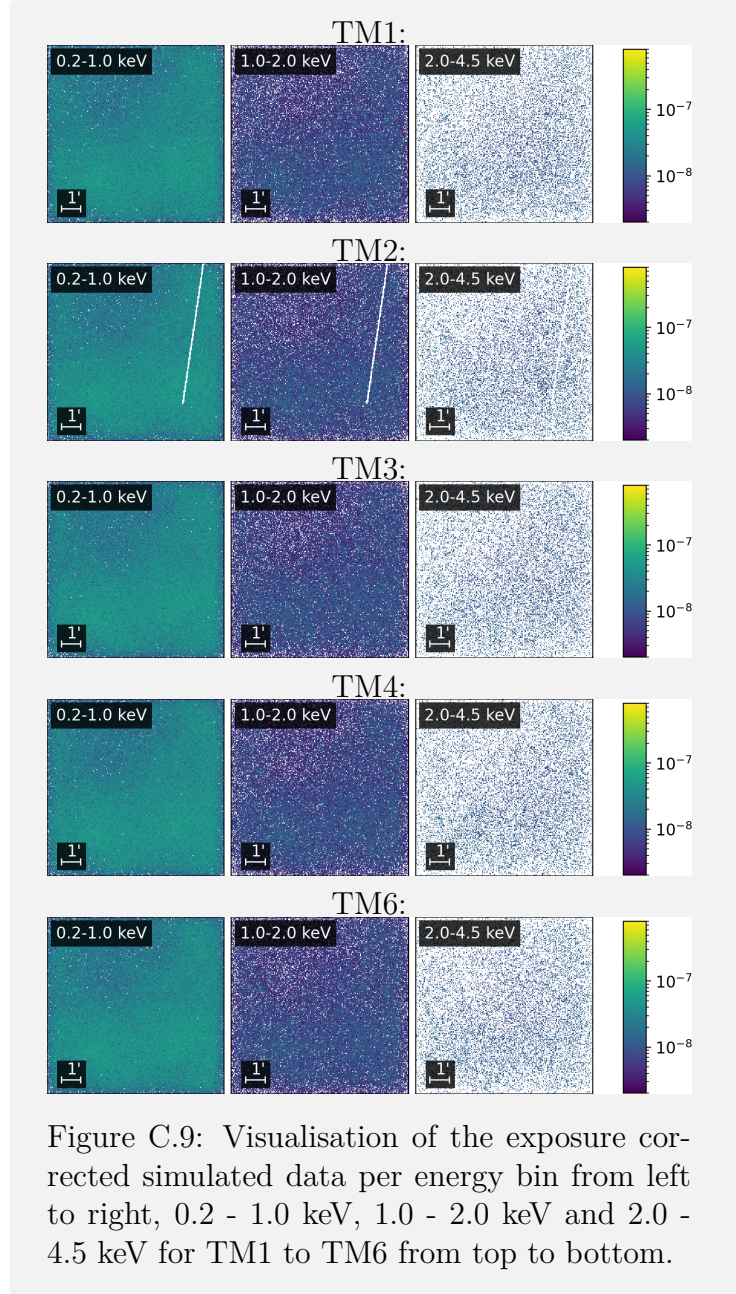 TM1:
0.2-1.0 keV 1.0-2.0 keV 2.0-4.5 keV
10⁻⁷
10⁻⁸
1' 1' 1'
TM2:
0.2-1.0 keV 1.0-2.0 keV 2.0-4.5 keV
10⁻⁷
10⁻⁸
1' 1' 1'
TM3:
0.2-1.0 keV 1.0-2.0 keV 2.0-4.5 keV
10⁻⁷
10⁻⁸
1' 1' 1'
TM4:
0.2-1.0 keV 1.0-2.0 keV 2.0-4.5 keV
10⁻⁷
10⁻⁸
1' 1' 1'
TM6:
0.2-1.0 keV 1.0-2.0 keV 2.0-4.5 keV
10⁻⁷
10⁻⁸
1' 1' 1'
Figure C.9: Visualisation of the exposure cor-
rected simulated data per energy bin from left
to right, 0.2 - 1.0 keV, 1.0 - 2.0 keV and 2.0 -
4.5 keV for TM1 to TM6 from top to bottom.